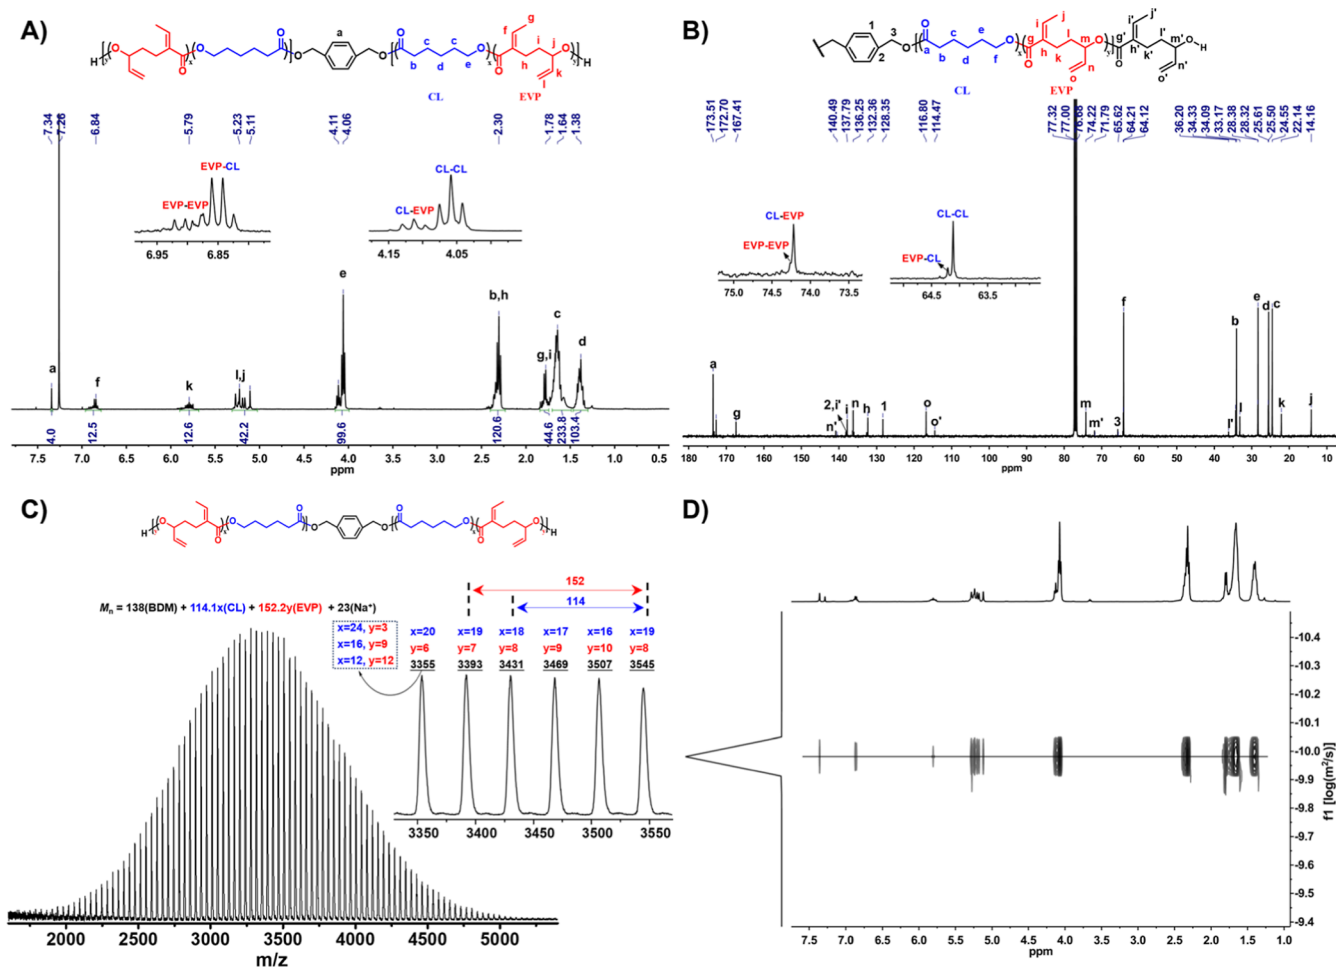 A)
H O O O O O O O O O O H
a b c d c e f g h i j k l
CL EVP
7.34
7.26
6.84
5.79
5.23
5.11
4.11
4.06
2.30
1.78
1.64
1.38
EVP-CL
EVP-EVP
6.95 6.85
CL-CL
CL-EVP
4.15 4.05
a f k l,j e b,h g,i c d
4.0 12.5 12.6 42.2 99.6 120.6 44.6 233.8 103.4
7.5 7.0 6.5 6.0 5.5 5.0 4.5 4.0 3.5 3.0 2.5 2.0 1.5 1.0 0.5 0.4
ppm
B)
1 2 3 a b c d e f g h i j k l m n o g' h' i' j' k' l' m' n' o'
CL EVP
173.51
172.70
167.41
140.49
137.79
136.25
132.36
128.35
116.80
114.47
77.32
77.00
76.68
74.22
71.79
65.62
64.21
64.12
36.20
34.33
34.09
33.17
28.38
28.32
25.61
25.50
24.55
22.14
14.16
CL-EVP
EVP-EVP
75.0 74.5 74.0 73.5
CL-CL
EVP-CL
64.5 63.5
a g n' 2,i' i n h 1 o o' m m' 3 f l' b l e d c k j
180 170 160 150 140 130 120 110 100 90 80 70 60 50 40 30 20 10
ppm
C)
Mn = 138(BDM) + 114.1x(CL) + 152.2y(EVP) + 23(Na⁺)
152
114
x=24, y=3
x=16, y=9
x=12, y=12
x=20 x=19 x=18 x=17 x=16 x=19
y=6 y=7 y=8 y=9 y=10 y=8
3355 3393 3431 3469 3507 3545
3350 3400 3450 3500 3550
2000 2500 3000 3500 4000 4500 5000
m/z
D)
-10.4
-10.3
-10.2
-10.1
-10.0
-9.9
-9.8
-9.7
-9.6
-9.5
-9.4
f1 [log(m²/s)]
7.5 7.0 6.5 6.0 5.5 5.0 4.5 4.0 3.5 3.0 2.5 2.0 1.5 1.0
ppm